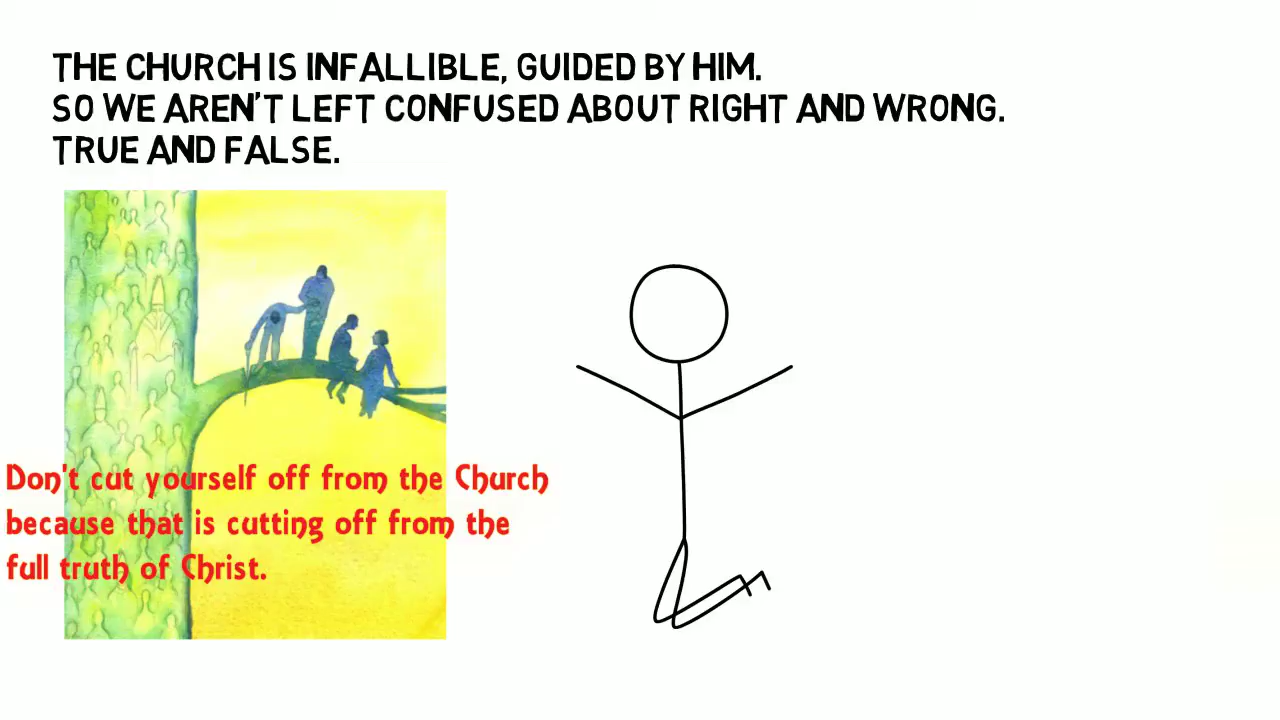 THE CHURCH IS INFALLIBLE, GUIDED BY HIM.
SO WE AREN'T LEFT CONFUSED ABOUT RIGHT AND WRONG.
TRUE AND FALSE.
Don't cut yourself off from the Church
because that is cutting off from the
full truth of Christ.